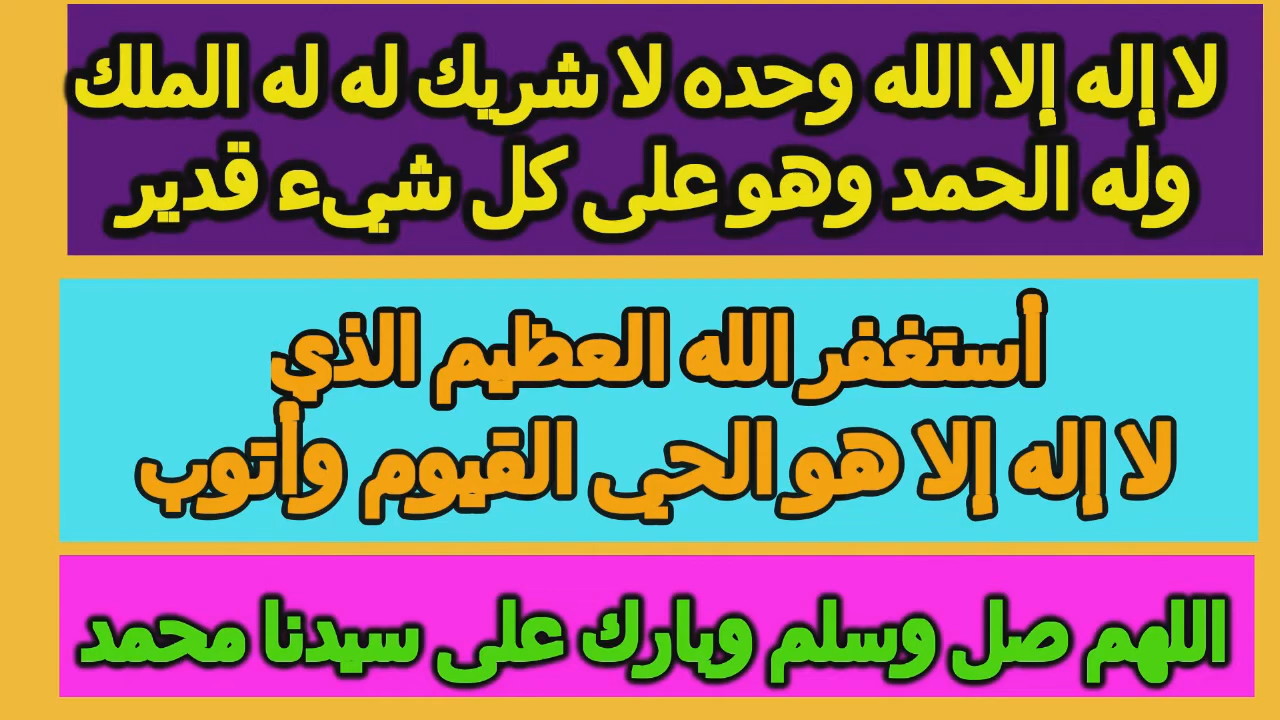 لا إله إلا الله وحده لا شريك له له الملك
وله الحمد وهو على كل شيء قدير
أستغفر الله العظيم الذي
لا إله إلا هو الحي القيوم وأتوب
اللهم صل وسلم وبارك على سيدنا محمد